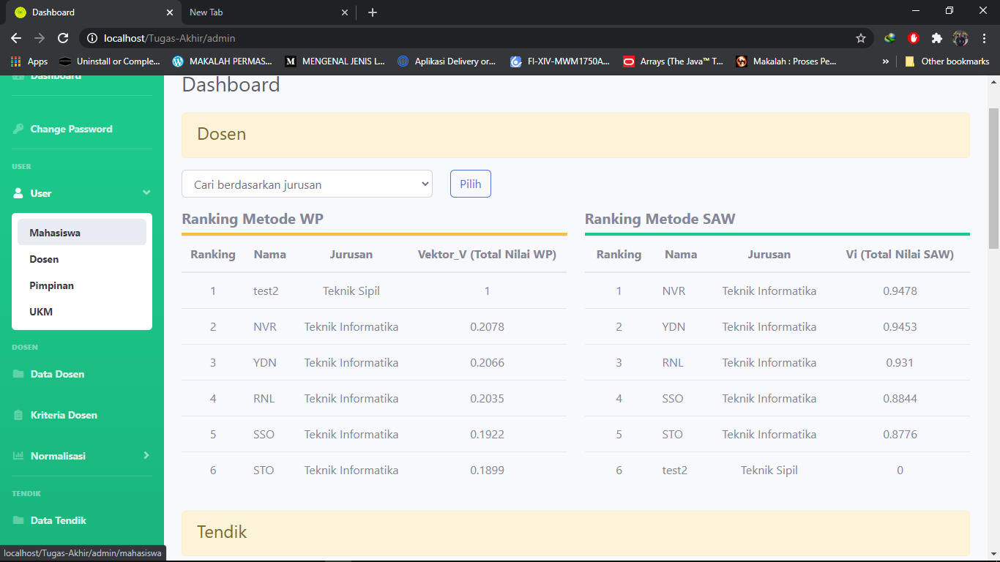 Dashboard
New Tab
localhost/Tugas-Akhir/admin
Apps
Uninstall or Comple...
MAKALAH PERMAS...
MENGENAL JENIS L...
Aplikasi Delivery or...
FI-XIV-MWM1750A...
Arrays (The Java™ T...
Makalah : Proses Pe...
»
Other bookmarks
Dashboard
Change Password
USER
User
Mahasiswa
Dosen
Pimpinan
UKM
DOSEN
Data Dosen
Kriteria Dosen
Normalisasi
TENDIK
Data Tendik
localhost/Tugas-Akhir/admin/mahasiswa
Dashboard
Dosen
Cari berdasarkan jurusan
Pilih
Ranking Metode WP
Ranking Nama Jurusan Vektor_V (Total Nilai WP)
1 test2 Teknik Sipil 1
2 NVR Teknik Informatika 0.2078
3 YDN Teknik Informatika 0.2066
4 RNL Teknik Informatika 0.2035
5 SSO Teknik Informatika 0.1922
6 STO Teknik Informatika 0.1899
Ranking Metode SAW
Ranking Nama Jurusan Vi (Total Nilai SAW)
1 NVR Teknik Informatika 0.9478
2 YDN Teknik Informatika 0.9453
3 RNL Teknik Informatika 0.931
4 SSO Teknik Informatika 0.8844
5 STO Teknik Informatika 0.8776
6 test2 Teknik Sipil 0
Tendik